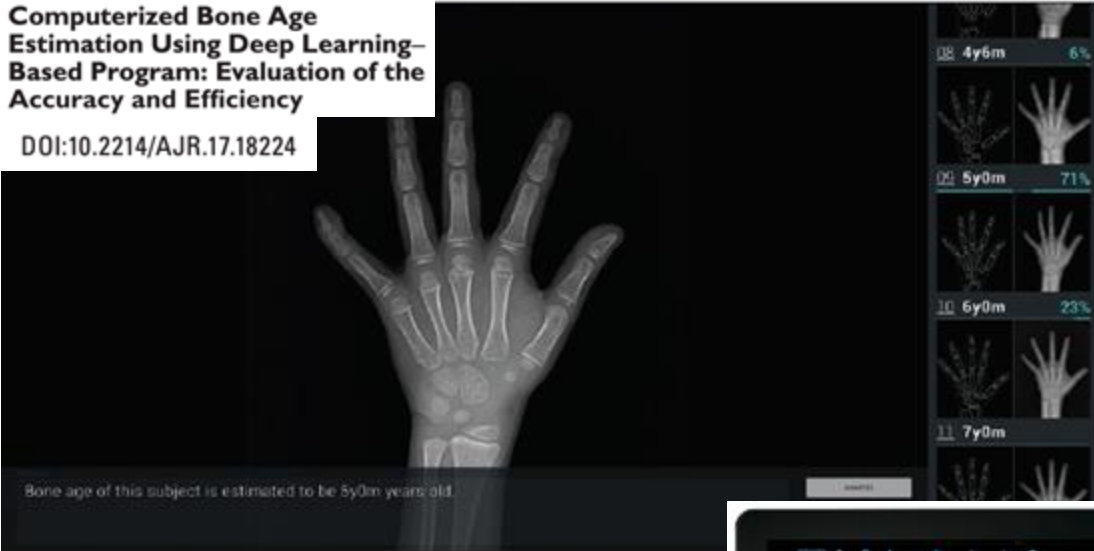 Computerized Bone Age
Estimation Using Deep Learning–
Based Program: Evaluation of the
Accuracy and Efficiency
DOI:10.2214/AJR.17.18224
08 4y6m 6%
09 5y0m 71%
10 6y0m 23%
11 7y0m
Bone age of this subject is estimated to be 5y0m years old.